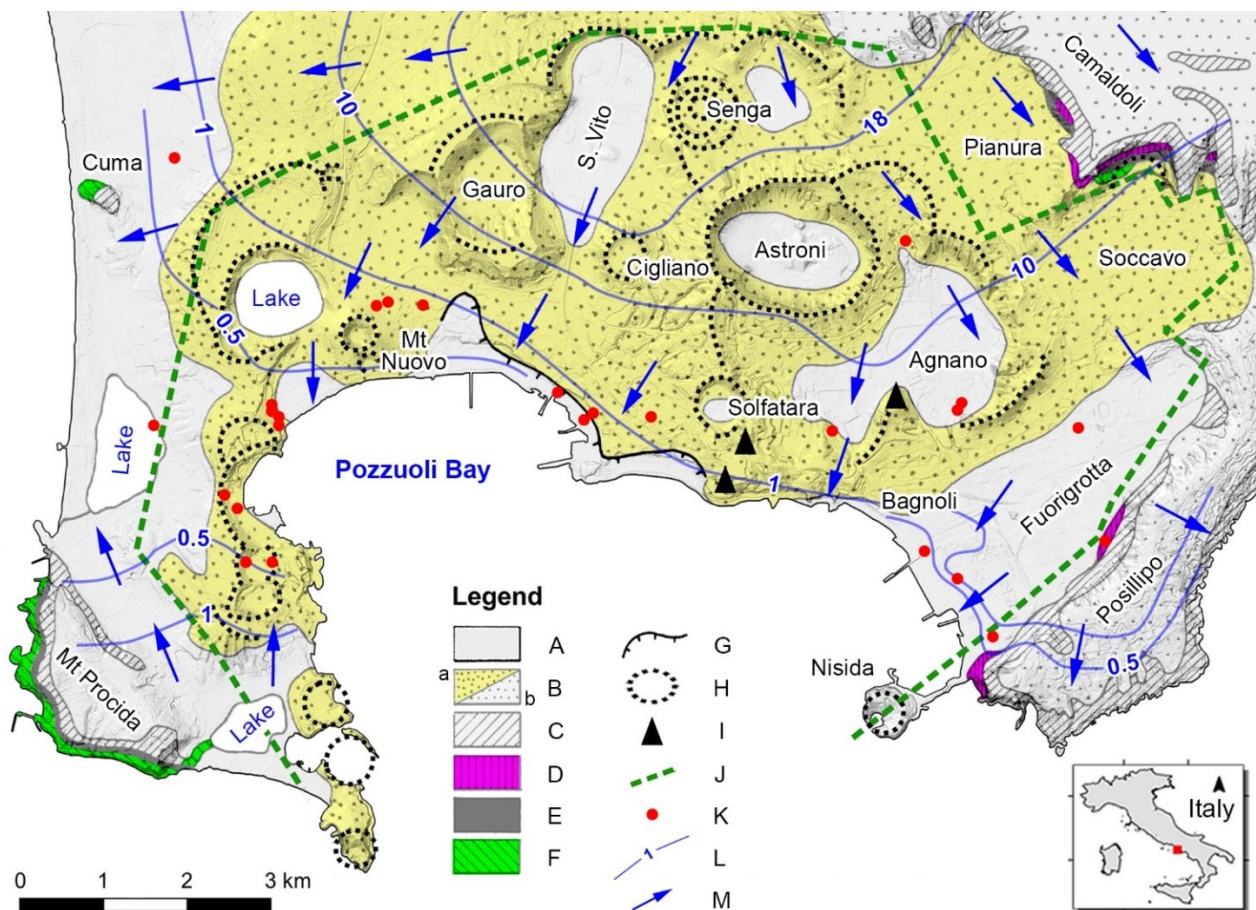 Camaldoli
Senga
18
10
1
S. Vito
Pianura
Cuma
Gauro
Astroni
Cigliano
Soccavo
10
Lake
0.5
Mt
Nuovo
Agnano
Solfatara
Lake
Pozzuoli Bay
1
Bagnoli
Fuorigrotta
0.5
Posillipo
Legend
1
A
G
a
b
B
H
Nisida
0.5
Mt Procida
C
I
Lake
D
J
Italy
E
K
1
L
F
M
0 1 2 3 km